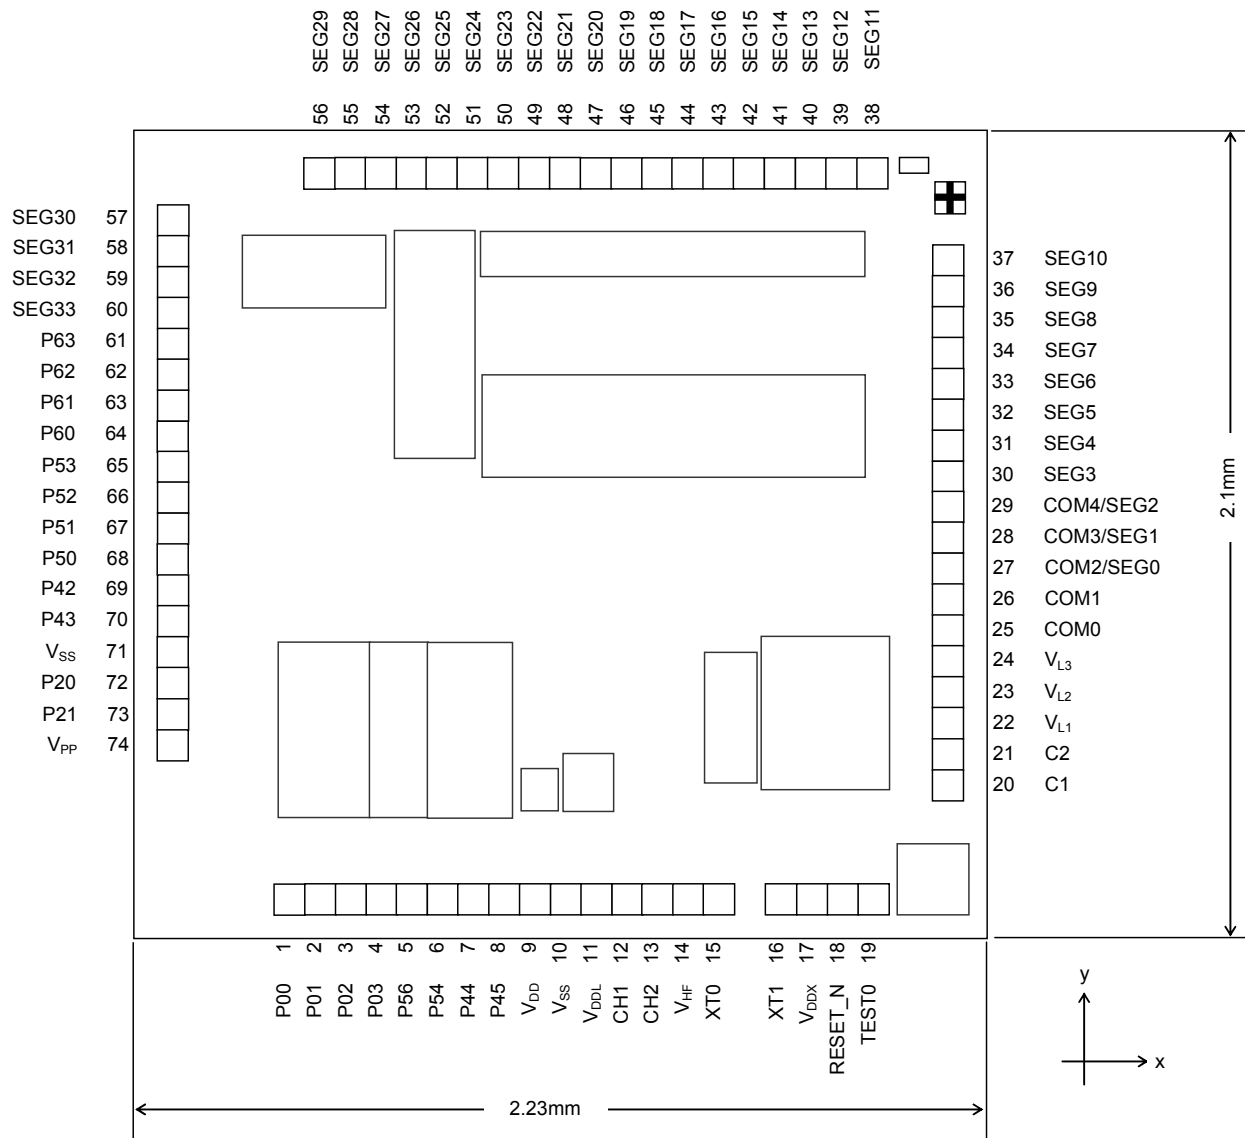 SEG29 SEG28 SEG27 SEG26 SEG25 SEG24 SEG23 SEG22 SEG21 SEG20 SEG19 SEG18 SEG17 SEG16 SEG15 SEG14 SEG13 SEG12 SEG11
56 55 54 53 52 51 50 49 48 47 46 45 44 43 42 41 40 39 38
SEG30 57
SEG31 58
SEG32 59
SEG33 60
P63 61
P62 62
P61 63
P60 64
P53 65
P52 66
P51 67
P50 68
P42 69
P43 70
VSS 71
P20 72
P21 73
VPP 74
37 SEG10
36 SEG9
35 SEG8
34 SEG7
33 SEG6
32 SEG5
31 SEG4
30 SEG3
29 COM4/SEG2
28 COM3/SEG1
27 COM2/SEG0
26 COM1
25 COM0
24 VL3
23 VL2
22 VL1
21 C2
20 C1
2.1mm
1 2 3 4 5 6 7 8 9 10 11 12 13 14 15 16 17 18 19
P00 P01 P02 P03 P56 P54 P44 P45 VDD VSS VDDL CH1 CH2 VHF XT0 XT1 VDDX RESET_N TEST0
y
x
2.23mm